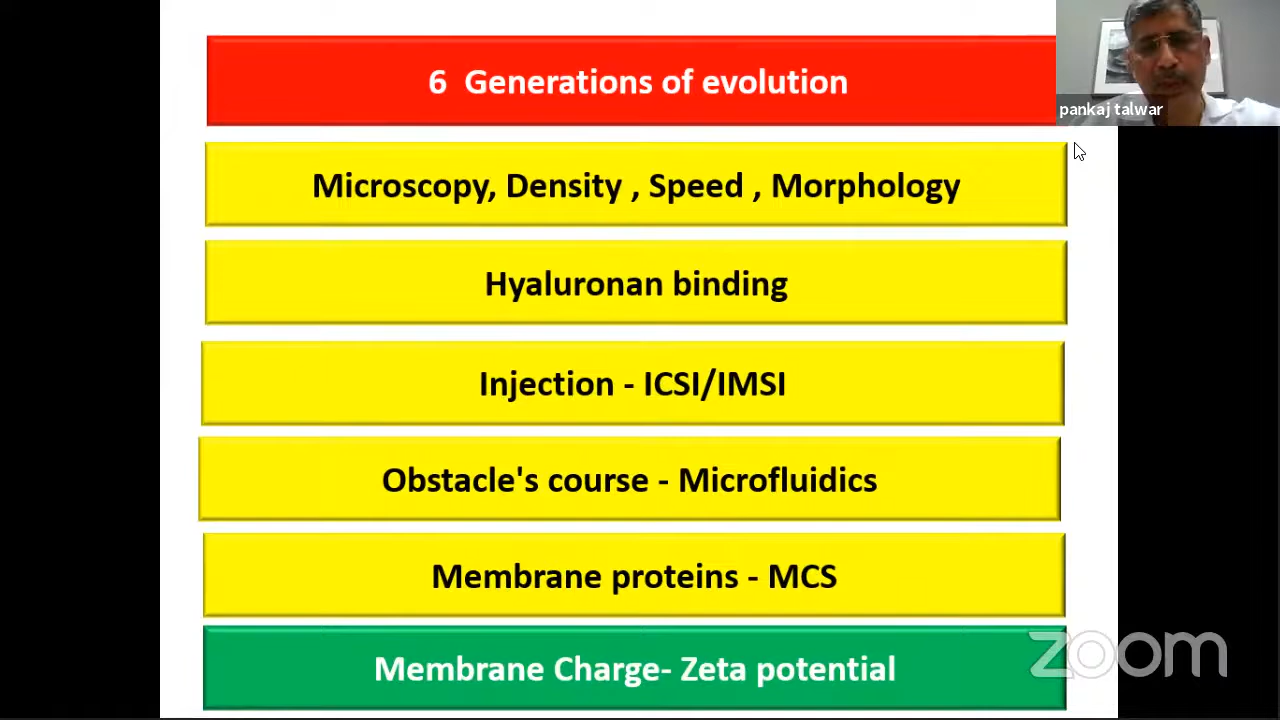 6 Generations of evolution
pankaj talwar
Microscopy, Density , Speed , Morphology
Hyaluronan binding
Injection - ICSI/IMSI
Obstacle's course - Microfluidics
Membrane proteins - MCS
Membrane Charge- Zeta potential
zoom